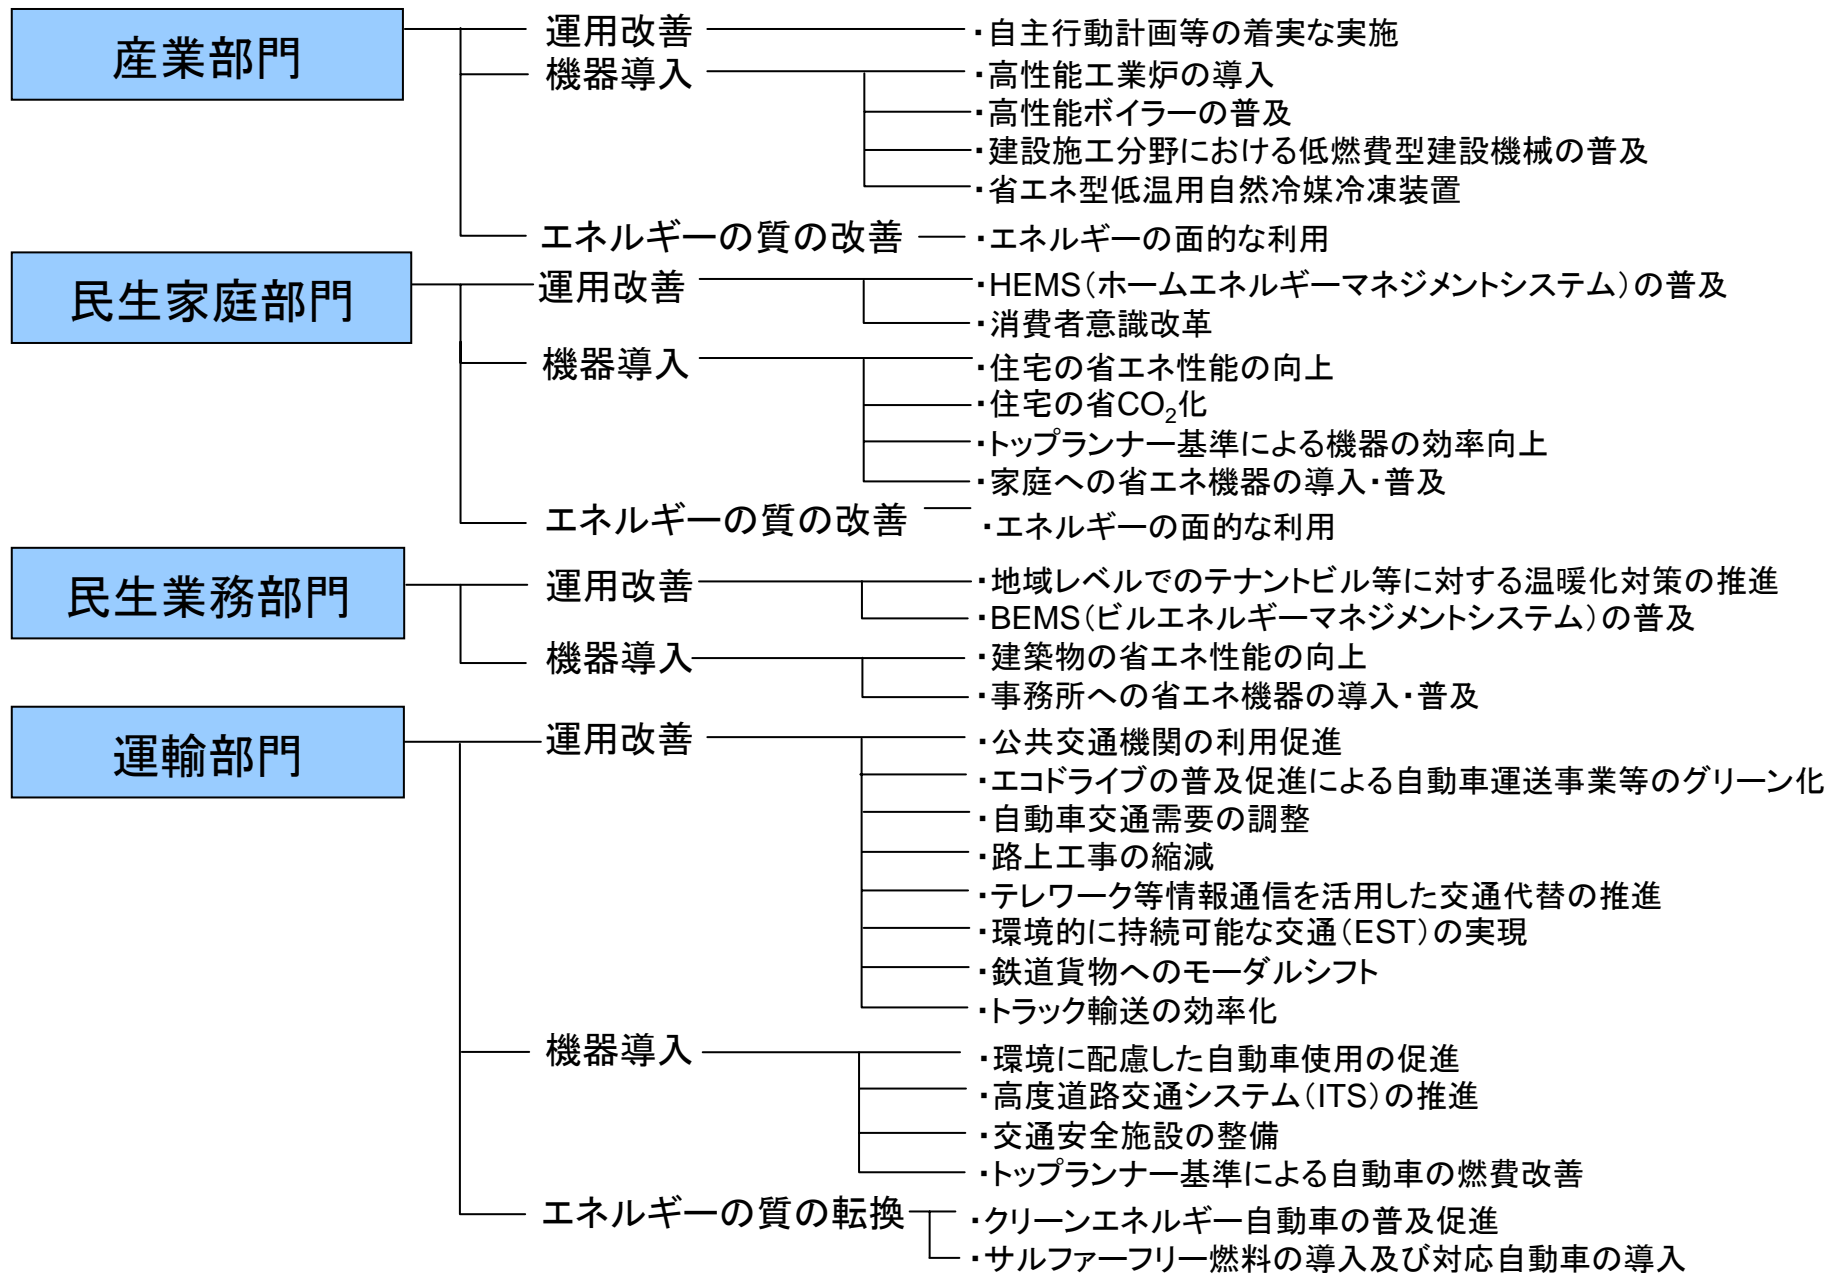 産業部門
運用改善
・自主行動計画等の着実な実施
機器導入
・高性能工業炉の導入
・高性能ボイラーの普及
・建設施工分野における低燃費型建設機械の普及
・省エネ型低温用自然冷媒冷凍装置
エネルギーの質の改善
・エネルギーの面的な利用
民生家庭部門
運用改善
・HEMS(ホームエネルギーマネジメントシステム)の普及
・消費者意識改革
機器導入
・住宅の省エネ性能の向上
・住宅の省CO₂化
・トップランナー基準による機器の効率向上
・家庭への省エネ機器の導入・普及
エネルギーの質の改善
・エネルギーの面的な利用
民生業務部門
運用改善
・地域レベルでのテナントビル等に対する温暖化対策の推進
・BEMS(ビルエネルギーマネジメントシステム)の普及
機器導入
・建築物の省エネ性能の向上
・事務所への省エネ機器の導入・普及
運輸部門
運用改善
・公共交通機関の利用促進
・エコドライブの普及促進による自動車運送事業等のグリーン化
・自動車交通需要の調整
・路上工事の縮減
・テレワーク等情報通信を活用した交通代替の推進
・環境的に持続可能な交通(EST)の実現
・鉄道貨物へのモーダルシフト
・トラック輸送の効率化
機器導入
・環境に配慮した自動車使用の促進
・高度道路交通システム(ITS)の推進
・交通安全施設の整備
・トップランナー基準による自動車の燃費改善
エネルギーの質の転換
・クリーンエネルギー自動車の普及促進
・サルファーフリー燃料の導入及び対応自動車の導入